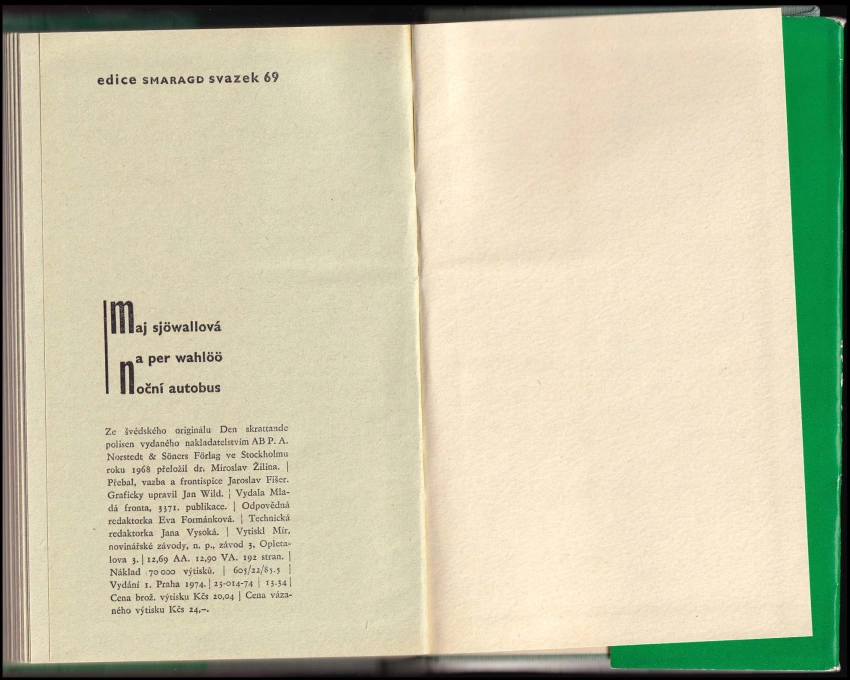 edice SMARAGD svazek 69
maj sjöwallová
a per wahlöö
noční autobus
Ze švédského originálu Den skrattande
polisen vydaného nakladatelstvím AB P. A.
Norstedt & Söners Förlag ve Stockholmu
roku 1968 přeložil dr. Miroslav Žilina. |
Přebal, vazba a frontispice Jaroslav Fišer.
Graficky upravil Jan Wild. | Vydala Mla-
dá fronta, 3371. publikace. | Odpovědná
redaktorka Eva Formánková. | Technická
redaktorka Jana Vysoká. | Vytiskl Mír,
novinářské závody, n. p., závod 3, Opleta-
lova 3. | 12,69 AA. 12,90 VA. 192 stran. |
Náklad 70 000 výtisků. | 605/22/85.5 |
Vydání 1. Praha 1974. | 23-014-74 | 13.34 |
Cena brož. výtisku Kčs 20,04 | Cena váza-
ného výtisku Kčs 24,–.